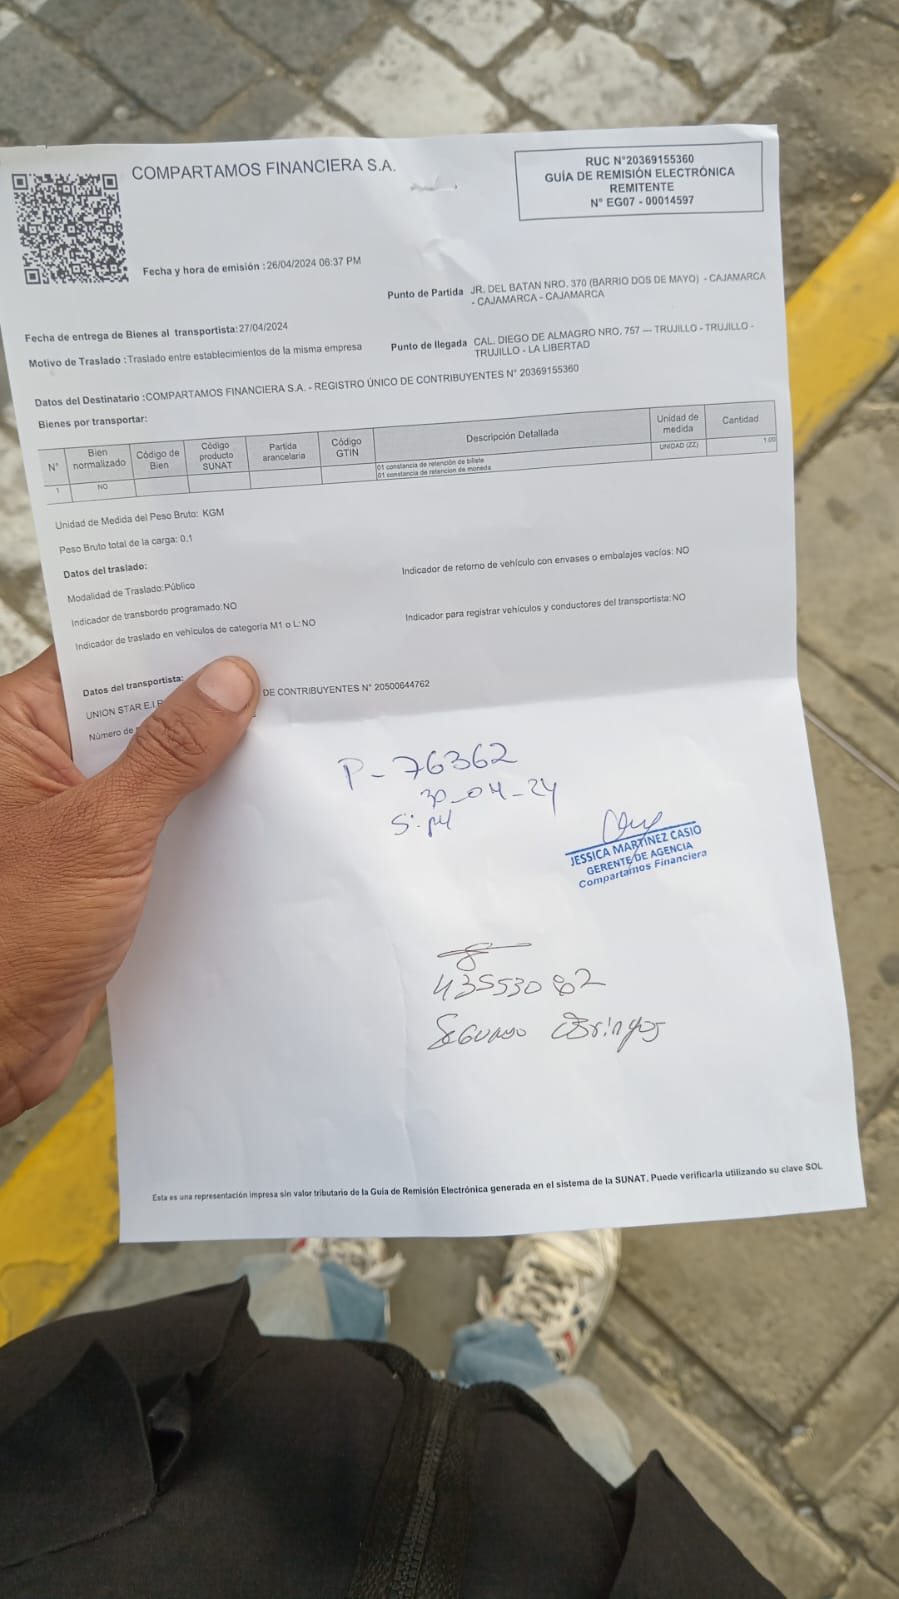 COMPARTAMOS FINANCIERA S.A.
RUC N°20369155360
GUÍA DE REMISIÓN ELECTRÓNICA
REMITENTE
N° EG07 - 00014597
Fecha y hora de emisión :26/04/2024 06:37 PM
Punto de Partida JR. DEL BATAN NRO. 370 (BARRIO DOS DE MAYO) - CAJAMARCA
- CAJAMARCA - CAJAMARCA
Fecha de entrega de Bienes al transportista:27/04/2024
Motivo de Traslado :Traslado entre establecimientos de la misma empresa
Punto de llegada CAL. DIEGO DE ALMAGRO NRO. 757 --- TRUJILLO - TRUJILLO -
TRUJILLO - LA LIBERTAD
Datos del Destinatario :COMPARTAMOS FINANCIERA S.A. - REGISTRO ÚNICO DE CONTRIBUYENTES N° 20369155360
Bienes por transportar:
N° Bien normalizado Código de Bien Código producto SUNAT Partida arancelaria Código GTIN Descripción Detallada Unidad de medida Cantidad
1 NO 01 constancia de retención de billete UNIDAD (ZZ) 1.00
01 constancia de retencion de moneda
Unidad de Medida del Peso Bruto: KGM
Peso Bruto total de la carga: 0.1
Datos del traslado:
Modalidad de Traslado:Público
Indicador de retorno de vehículo con envases o embalajes vacíos: NO
Indicador de transbordo programado:NO
Indicador para registrar vehículos y conductores del transportista:NO
Indicador de traslado en vehículos de categoría M1 o L:NO
Datos del transportista:
UNION STAR E.I DE CONTRIBUYENTES N° 20500644762
Número de
P-76362
30-04-24
JESSICA MARTINEZ CASIO
GERENTE DE AGENCIA
Compartamos Financiera
Segundo
Esta es una representación impresa sin valor tributario de la Guía de Remisión Electrónica generada en el sistema de la SUNAT. Puede verificarla utilizando su clave SOL